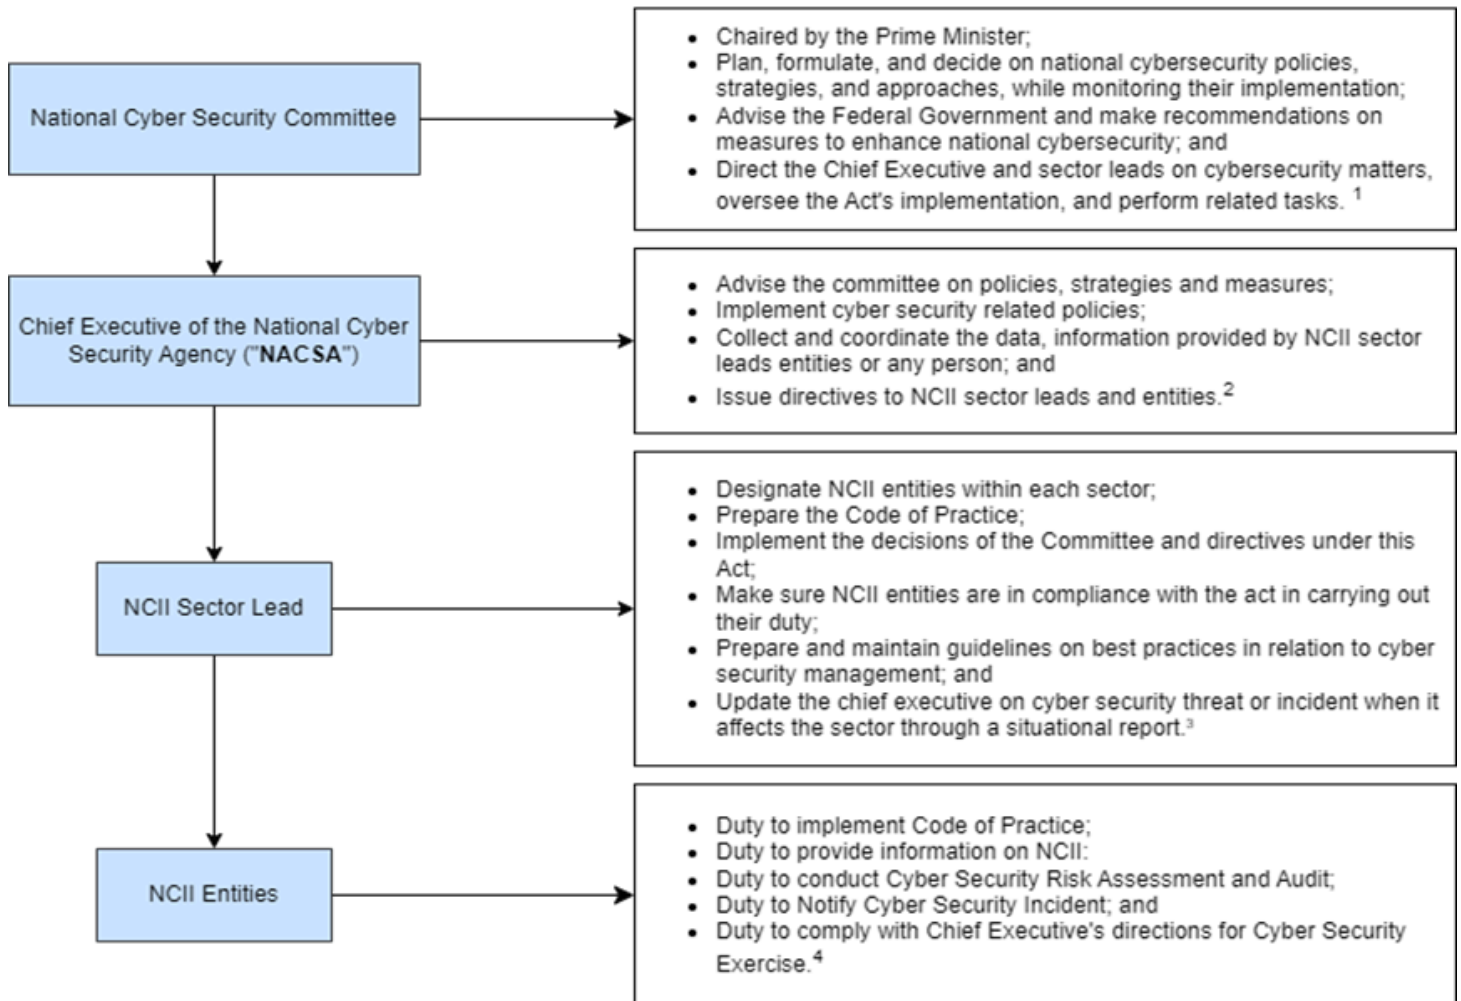 National Cyber Security Committee
• Chaired by the Prime Minister;
• Plan, formulate, and decide on national cybersecurity policies,
strategies, and approaches, while monitoring their implementation;
• Advise the Federal Government and make recommendations on
measures to enhance national cybersecurity; and
• Direct the Chief Executive and sector leads on cybersecurity matters,
oversee the Act's implementation, and perform related tasks. 1
Chief Executive of the National Cyber
Security Agency ("NACSA")
• Advise the committee on policies, strategies and measures;
• Implement cyber security related policies;
• Collect and coordinate the data, information provided by NCII sector
leads entities or any person; and
• Issue directives to NCII sector leads and entities.2
NCII Sector Lead
• Designate NCII entities within each sector;
• Prepare the Code of Practice;
• Implement the decisions of the Committee and directives under this
Act;
• Make sure NCII entities are in compliance with the act in carrying out
their duty;
• Prepare and maintain guidelines on best practices in relation to cyber
security management; and
• Update the chief executive on cyber security threat or incident when it
affects the sector through a situational report.³
NCII Entities
• Duty to implement Code of Practice;
• Duty to provide information on NCII:
• Duty to conduct Cyber Security Risk Assessment and Audit;
• Duty to Notify Cyber Security Incident; and
• Duty to comply with Chief Executive's directions for Cyber Security
Exercise.4